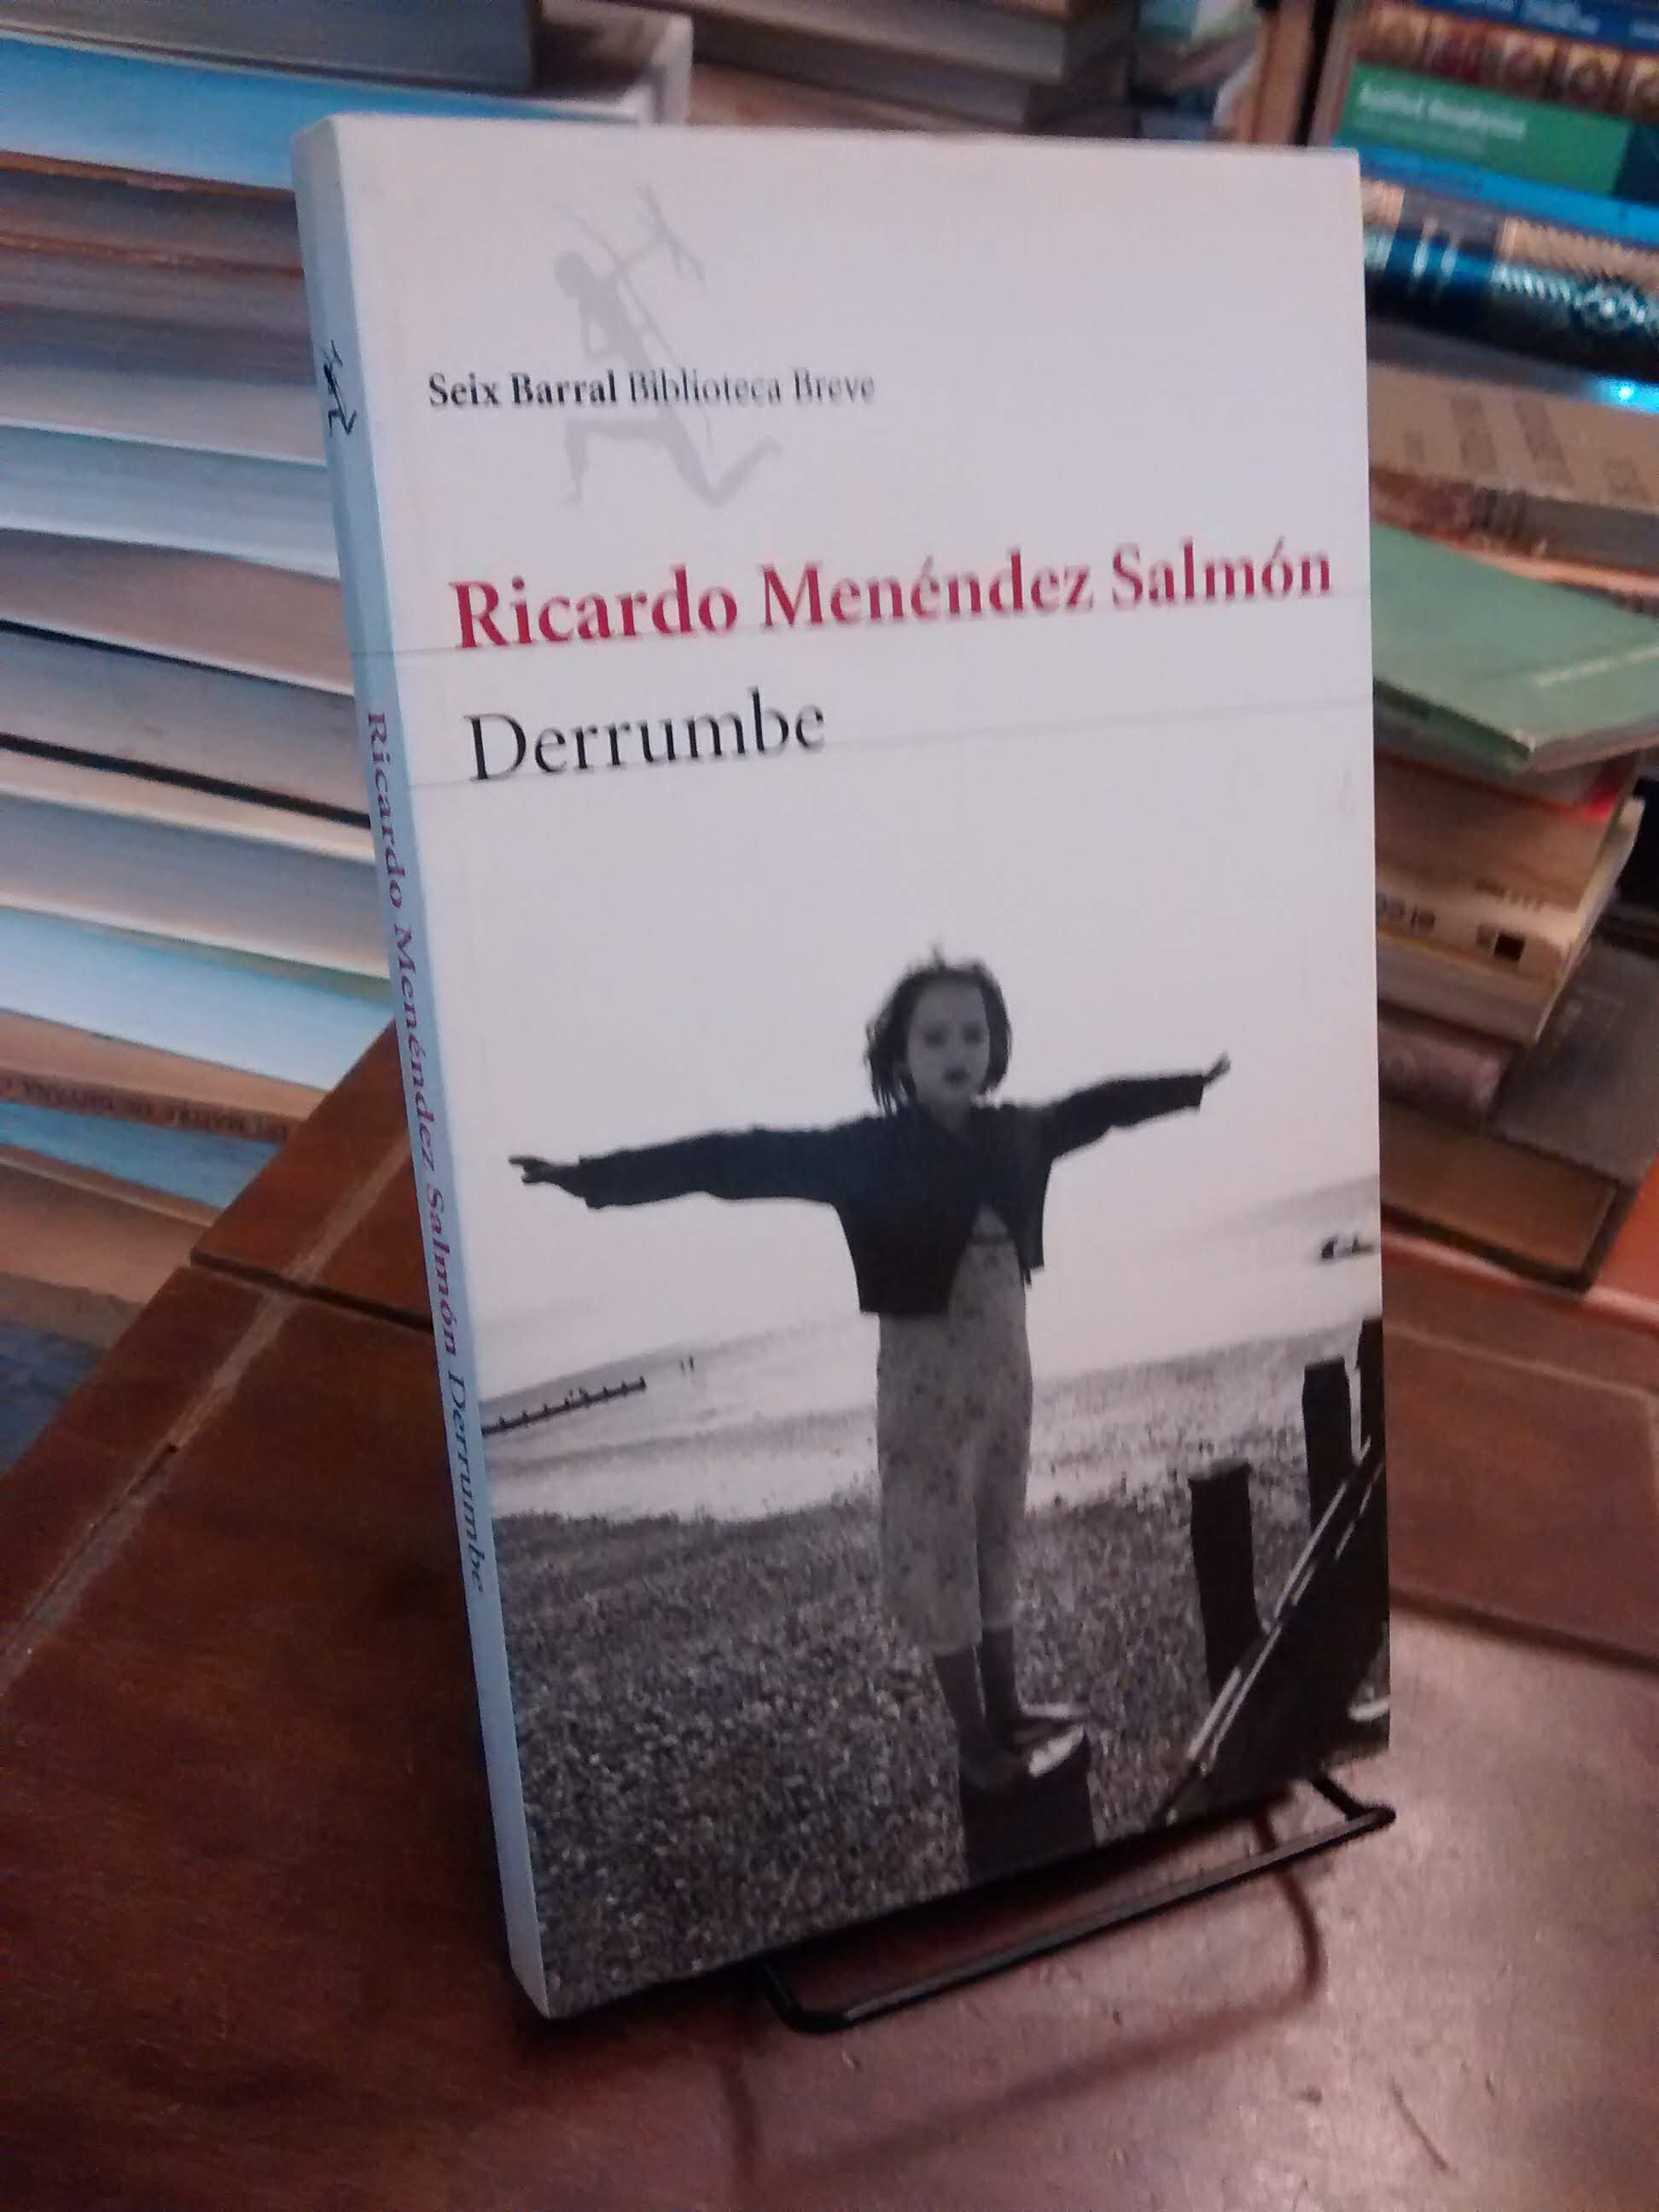 Seix Barral Biblioteca Breve
Ricardo Menéndez Salmón
Derrumbe
Ricardo Menéndez Salmón Derrumbe